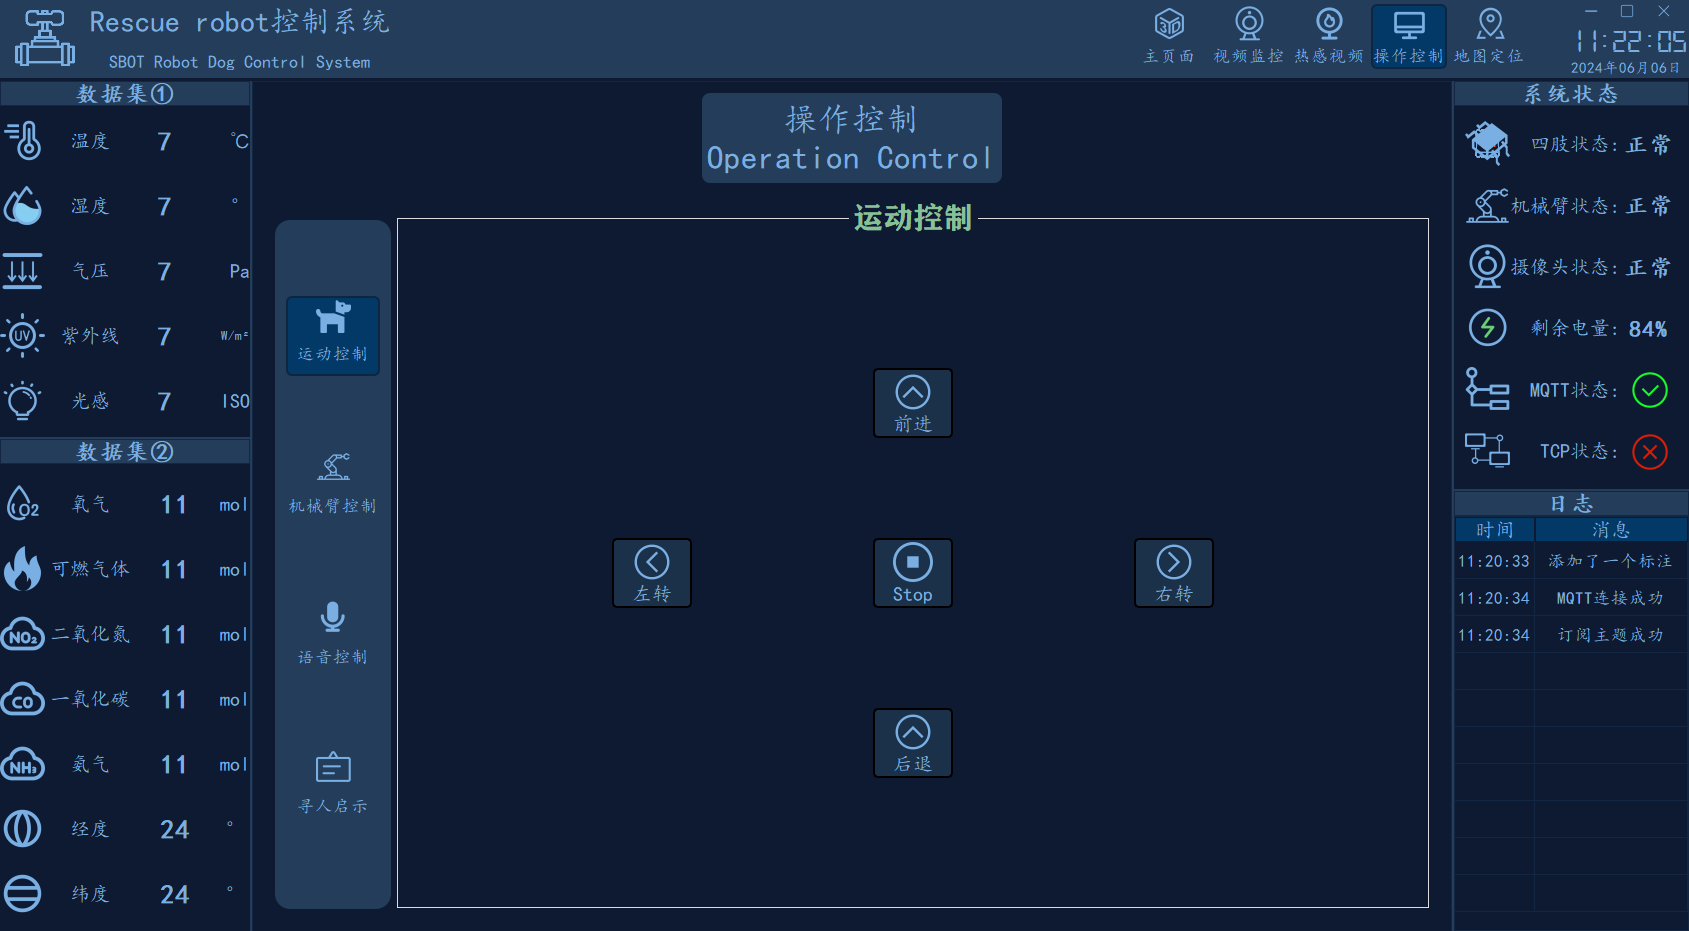 Rescue robot控制系统
SBOT Robot Dog Control System
主页面 视频监控 热感视频 操作控制 地图定位
11:22:05
2024年06月06日
数据集①
温度 7 ℃
湿度 7 °
气压 7 Pa
UV 紫外线 7 W/m²
光感 7 ISO
数据集②
O2 氧气 11 mol
可燃气体 11 mol
NO₂ 二氧化氮 11 mol
CO 一氧化碳 11 mol
NH₃ 氨气 11 mol
经度 24 °
纬度 24 °
操作控制
Operation Control
运动控制
机械臂控制
语音控制
寻人启示
运动控制
前进
左转
Stop
右转
后退
系统状态
四肢状态: 正常
机械臂状态: 正常
摄像头状态: 正常
剩余电量: 84%
MQTT状态:
TCP状态:
日志
时间 消息
11:20:33 添加了一个标注
11:20:34 MQTT连接成功
11:20:34 订阅主题成功